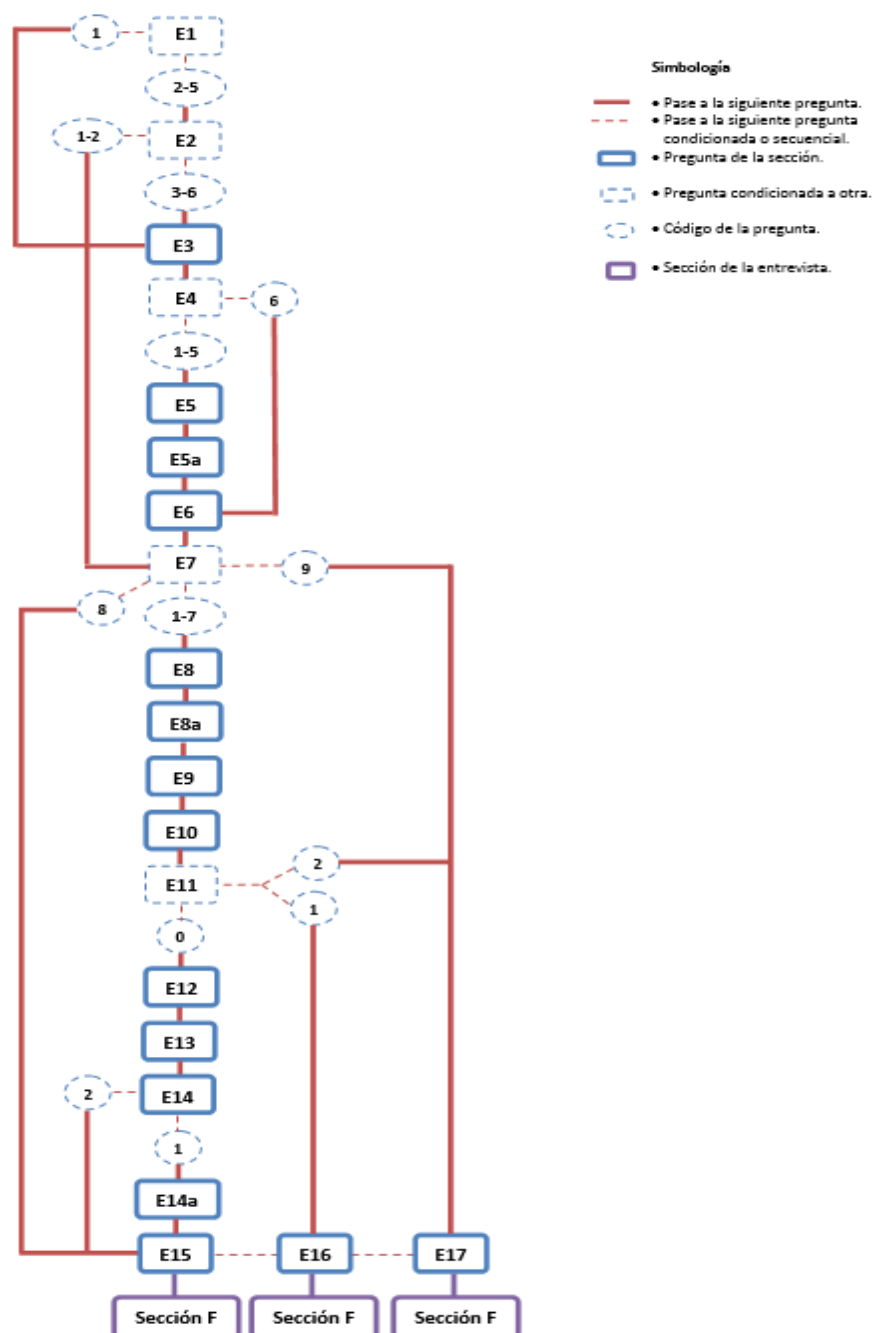 1
E1
2-5
1-2
E2
3-6
E3
E4
6
1-5
E5
E5a
E6
E7
9
8
1-7
E8
E8a
E9
E10
2
E11
1
0
E12
E13
2
E14
1
E14a
E15
E16
E17
Sección F
Sección F
Sección F
Simbología
• Pase a la siguiente pregunta.
• Pase a la siguiente pregunta
condicionada o secuencial.
• Pregunta de la sección.
• Pregunta condicionada a otra.
• Código de la pregunta.
• Sección de la entrevista.